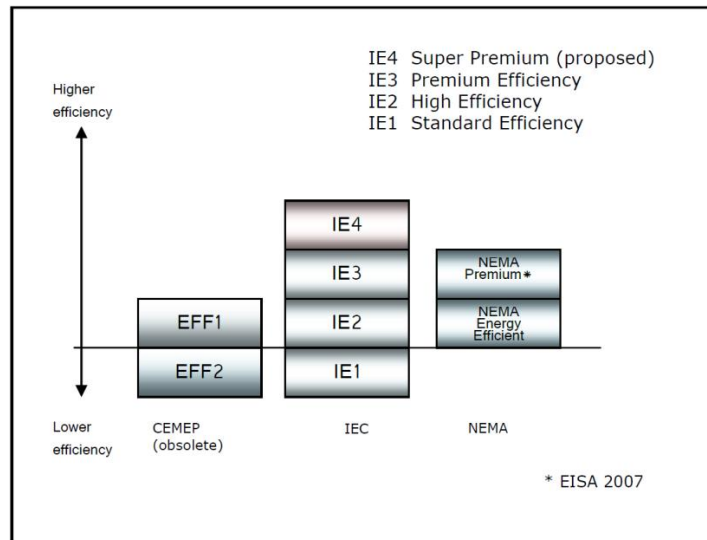 IE4 Super Premium (proposed)
IE3 Premium Efficiency
IE2 High Efficiency
IE1 Standard Efficiency
Higher
efficiency
IE4
IE3
NEMA
Premium*
EFF1
IE2
NEMA
Energy
Efficient
EFF2
IE1
Lower
efficiency
CEMEP
(obsolete)
IEC
NEMA
* EISA 2007